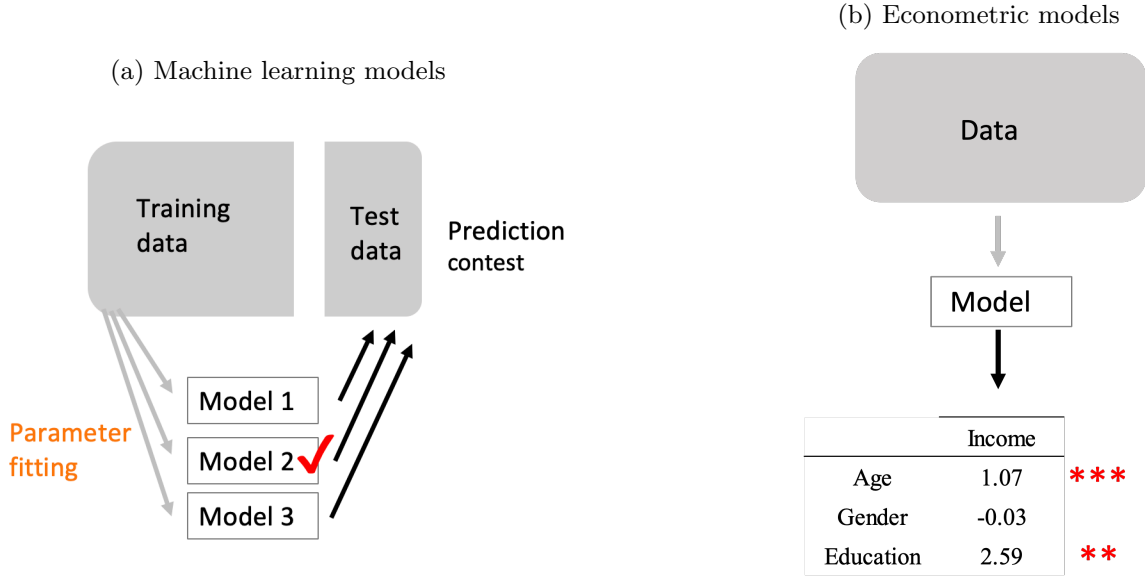 (a) Machine learning models
Training
data
Test
data
Prediction
contest
Model 1
Parameter
fitting
Model 2
Model 3
(b) Econometric models
Data
Model
Income
Age 1.07 ***
Gender -0.03
Education 2.59 **